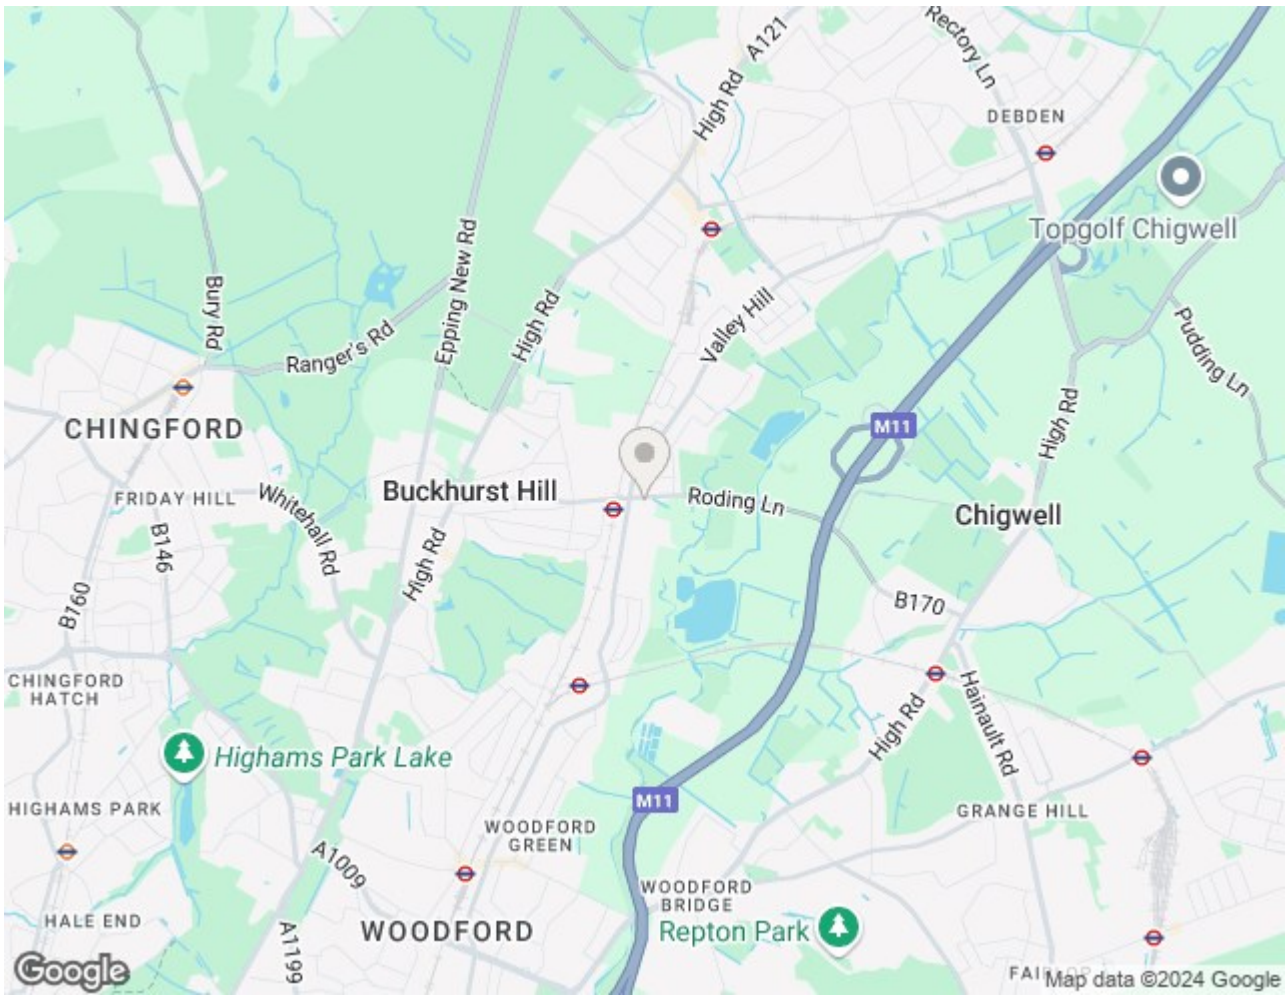 A121
Rectory Ln
High Rd
DEBDEN
Topgolf Chigwell
Epping New Rd
Bury Rd
High Rd
Valley Hill
Pudding Ln
Ranger's Rd
High Rd
CHINGFORD
M11
Buckhurst Hill
FRIDAY HILL
Whitehall Rd
Roding Ln
Chigwell
B146
High Rd
B160
B170
CHINGFORD
HATCH
Hainault Rd
High Rd
Highams Park Lake
M11
HIGHAMS PARK
GRANGE HILL
WOODFORD
GREEN
A1009
WOODFORD
BRIDGE
HALE END
A1199
WOODFORD
Repton Park
Google
Map data ©2024 Google